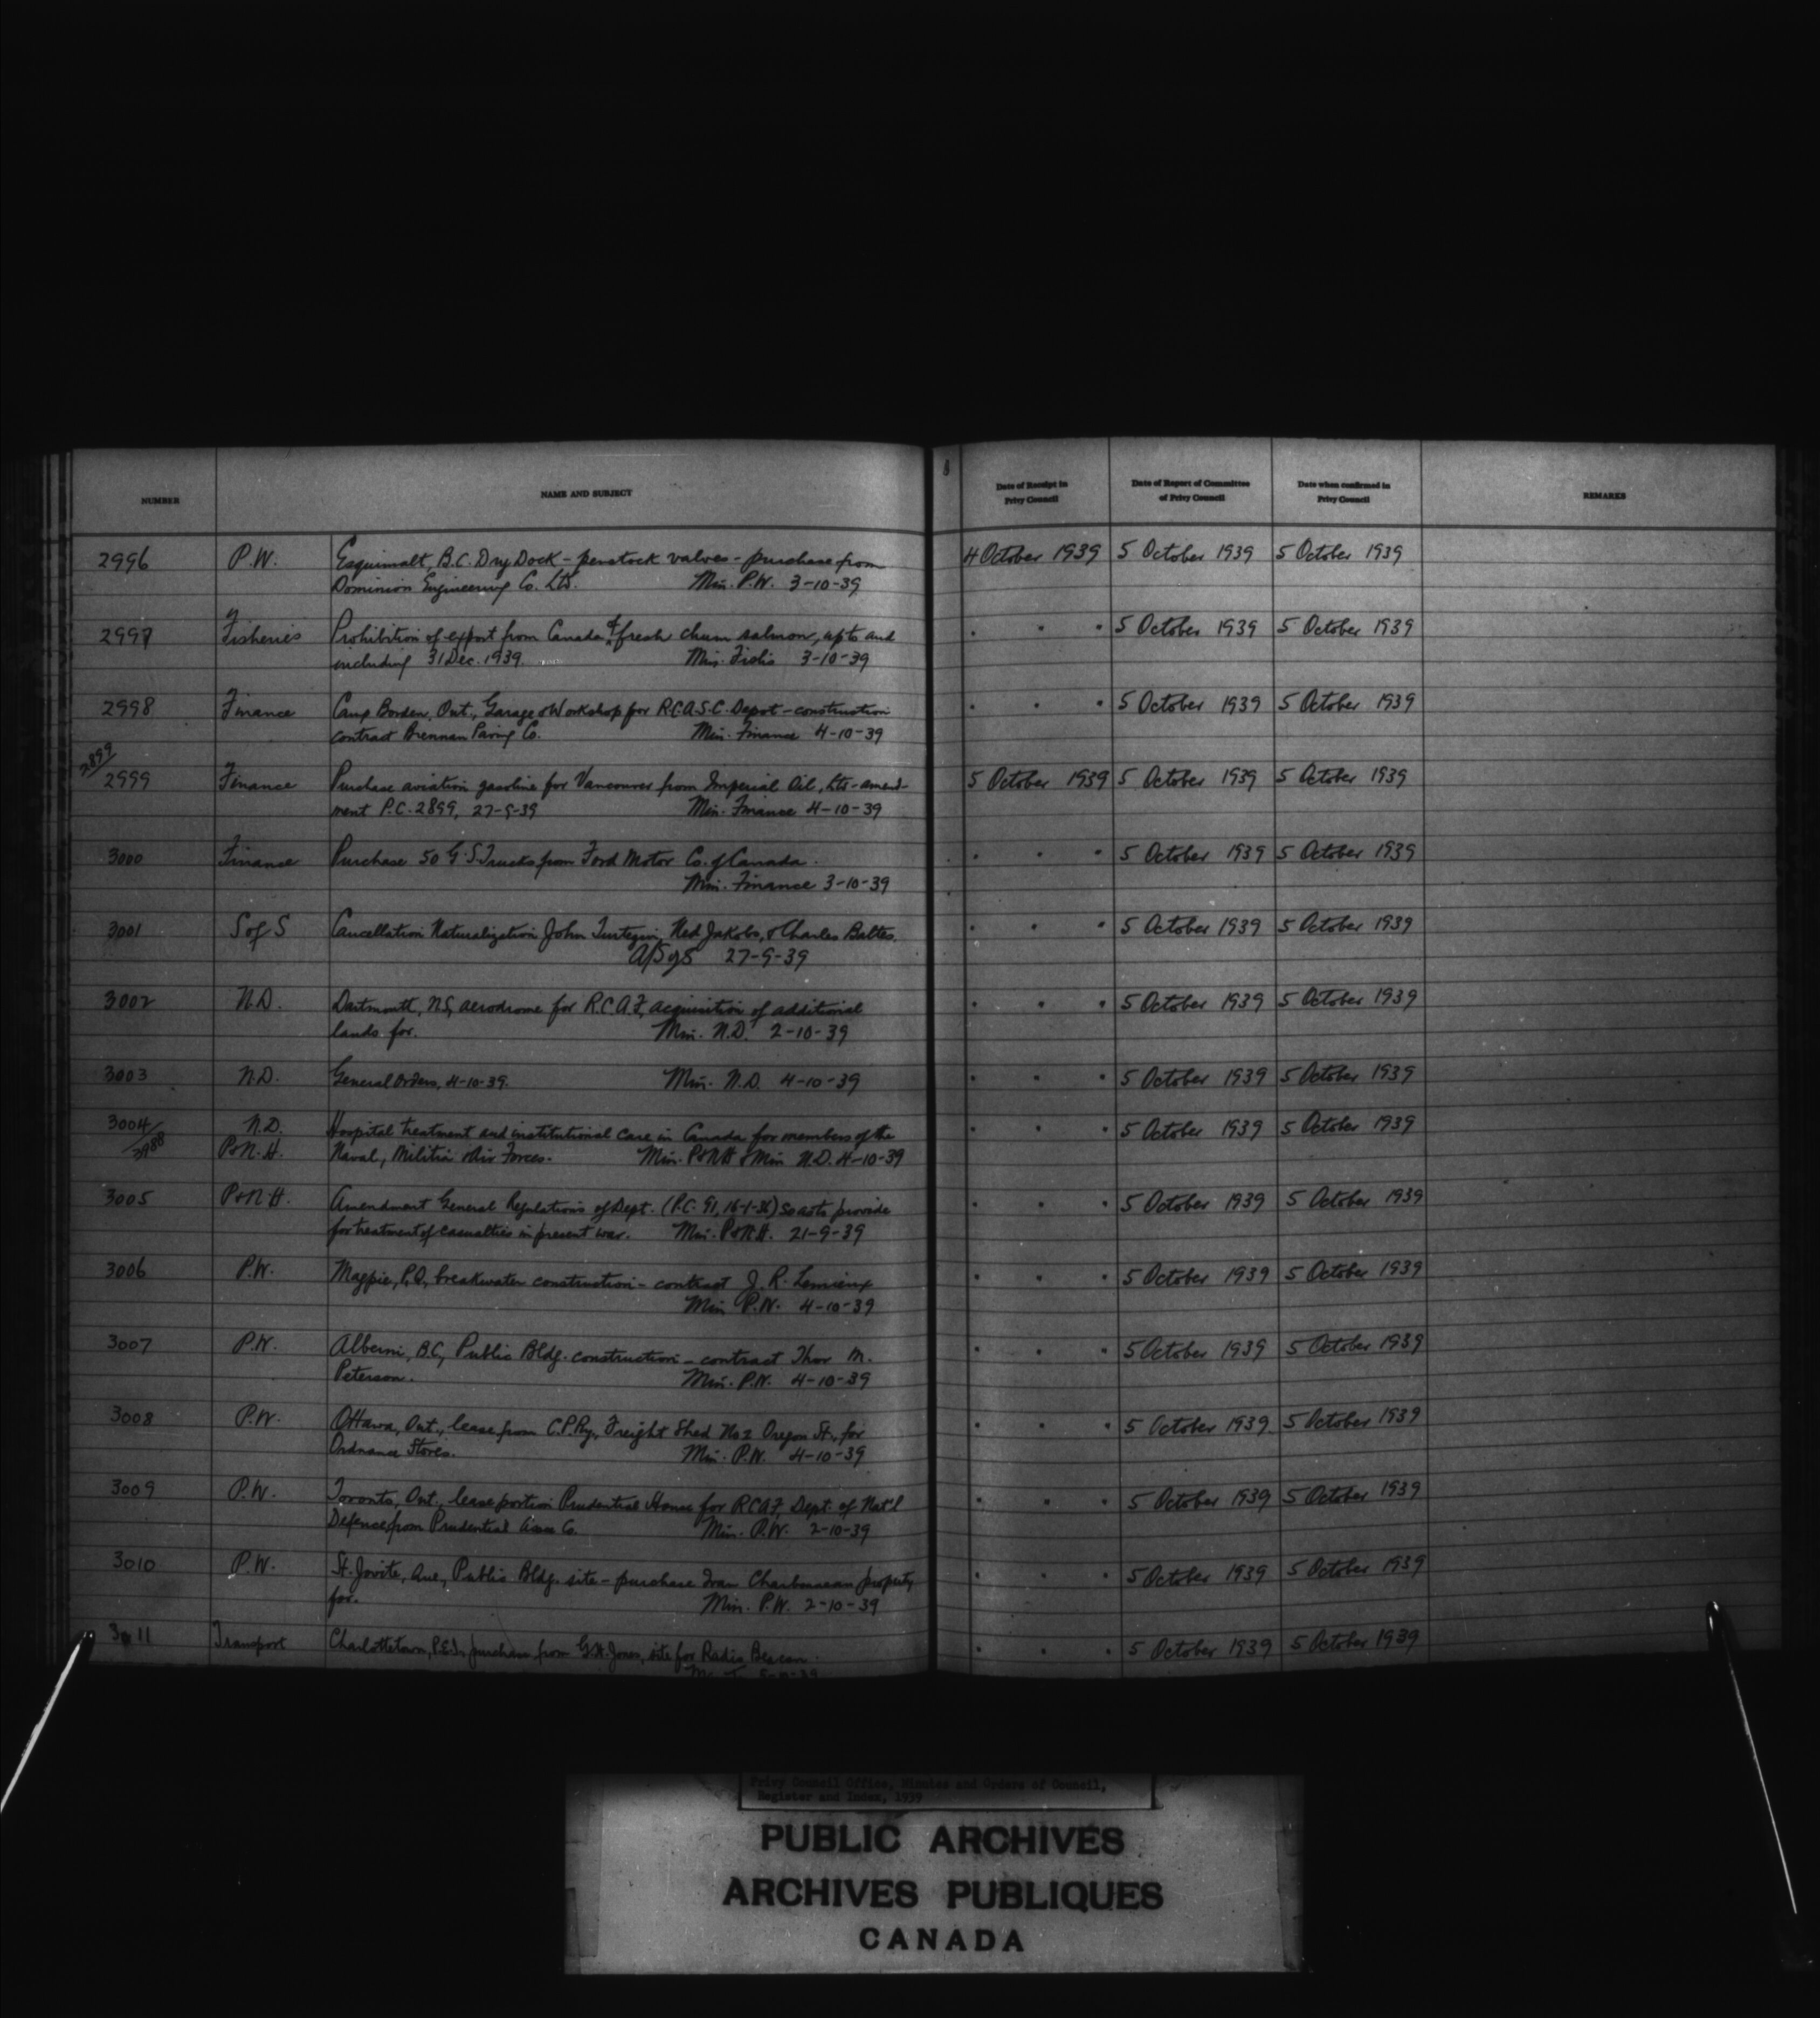 NUMBER NAME AND SUBJECT Date of Receipt in Privy Council Date of Report of Committee of Privy Council Date when confirmed in Privy Council REMARKS
2996 P.W. Esquimalt, B.C. Dry Dock - penstock valves - purchase from 4 October 1939 5 October 1939 5 October 1939
Dominion Engineering Co. Ltd. Min. P.W. 3-10-39
2997 Fisheries Prohibition of export from Canada of fresh chum salmon, up to and " " " 5 October 1939 5 October 1939
including 31 Dec. 1939. Min. Fishs 3-10-39
2998 Finance Camp Borden, Ont., Garage & Workshop for R.C.A.S.C. Depot - construction " " " 5 October 1939 5 October 1939
contract Brennan Paving Co. Min. Finance 4-10-39
2899/
2999 Finance Purchase aviation gasoline for Vancouver from Imperial Oil, Ltd - amend- 5 October 1939 5 October 1939 5 October 1939
ment P.C. 2899, 27-9-39 Min. Finance 4-10-39
3000 Finance Purchase 50 G.S. Trucks from Ford Motor Co. of Canada. " " " 5 October 1939 5 October 1939
Min. Finance 3-10-39
3001 S of S Cancellation Naturalization John Ned Jakobs, & Charles Baltes. " " " 5 October 1939 5 October 1939
A/S of S 27-9-39
3002 N.D. Dartmouth, N.S, aerodrome for R.C.A.F, acquisition of additional " " " 5 October 1939 5 October 1939
lands for. Min. N.D. 2-10-39
3003 N.D. General Orders, 4-10-39. Min. N.D. 4-10-39 " " " 5 October 1939 5 October 1939
3004/ N.D. Hospital treatment and institutional care in Canada for members of the " " " 5 October 1939 5 October 1939
P&N.H. Naval, Militia & Air Forces. Min. P&NH & Min N.D. 4-10-39
3005 P&N.H. Amendment General Regulations of Dept. (P.C. 91, 16-1-36) so as to provide " " " 5 October 1939 5 October 1939
for treatment of casualties in present war. Min. P&N.H. 21-9-39
3006 P.W. Magpie, P.Q, breakwater construction - contract J. R. Lemieux " " " 5 October 1939 5 October 1939
Min P.W. 4-10-39
3007 P.W. Alberni, B.C, Public Bldg. construction - contract Thor M. " " " 5 October 1939 5 October 1939
Peterson. Min. P.W. 4-10-39
3008 P.W. Ottawa, Ont., lease from C.P.Ry, Freight Shed No 2 Oregon St., for " " " 5 October 1939 5 October 1939
Ordnance Stores. Min. P.W. 4-10-39
3009 P.W. Toronto, Ont., lease portion Prudential House for RCAF, Dept. of Nat'l " " " 5 October 1939 5 October 1939
Defence from Prudential Assce Co. Min. P.W. 2-10-39
3010 P.W. St. Jovite, Que, Public Bldg. site - purchase Ivan Charbonneau property " " " 5 October 1939 5 October 1939
for. Min. P.W. 2-10-39
3011 Transport Charlottetown, P.E.I., purchase from G.H. Jones, site for Radio Beacon. " " " 5 October 1939 5 October 1939
Privy Council Office, Minutes and Orders of Council,
Register and Index, 1939
PUBLIC ARCHIVES
ARCHIVES PUBLIQUES
CANADA